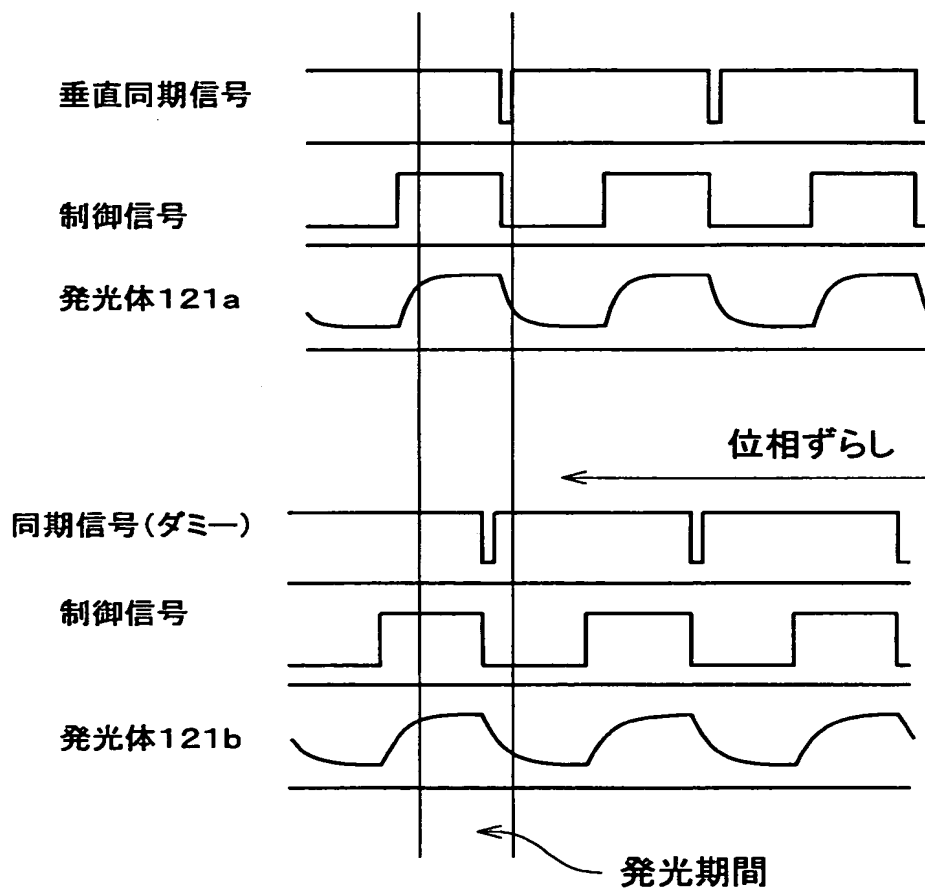 垂直同期信号
制御信号
発光体121a
位相ずらし
同期信号(ダミー)
制御信号
発光体121b
発光期間